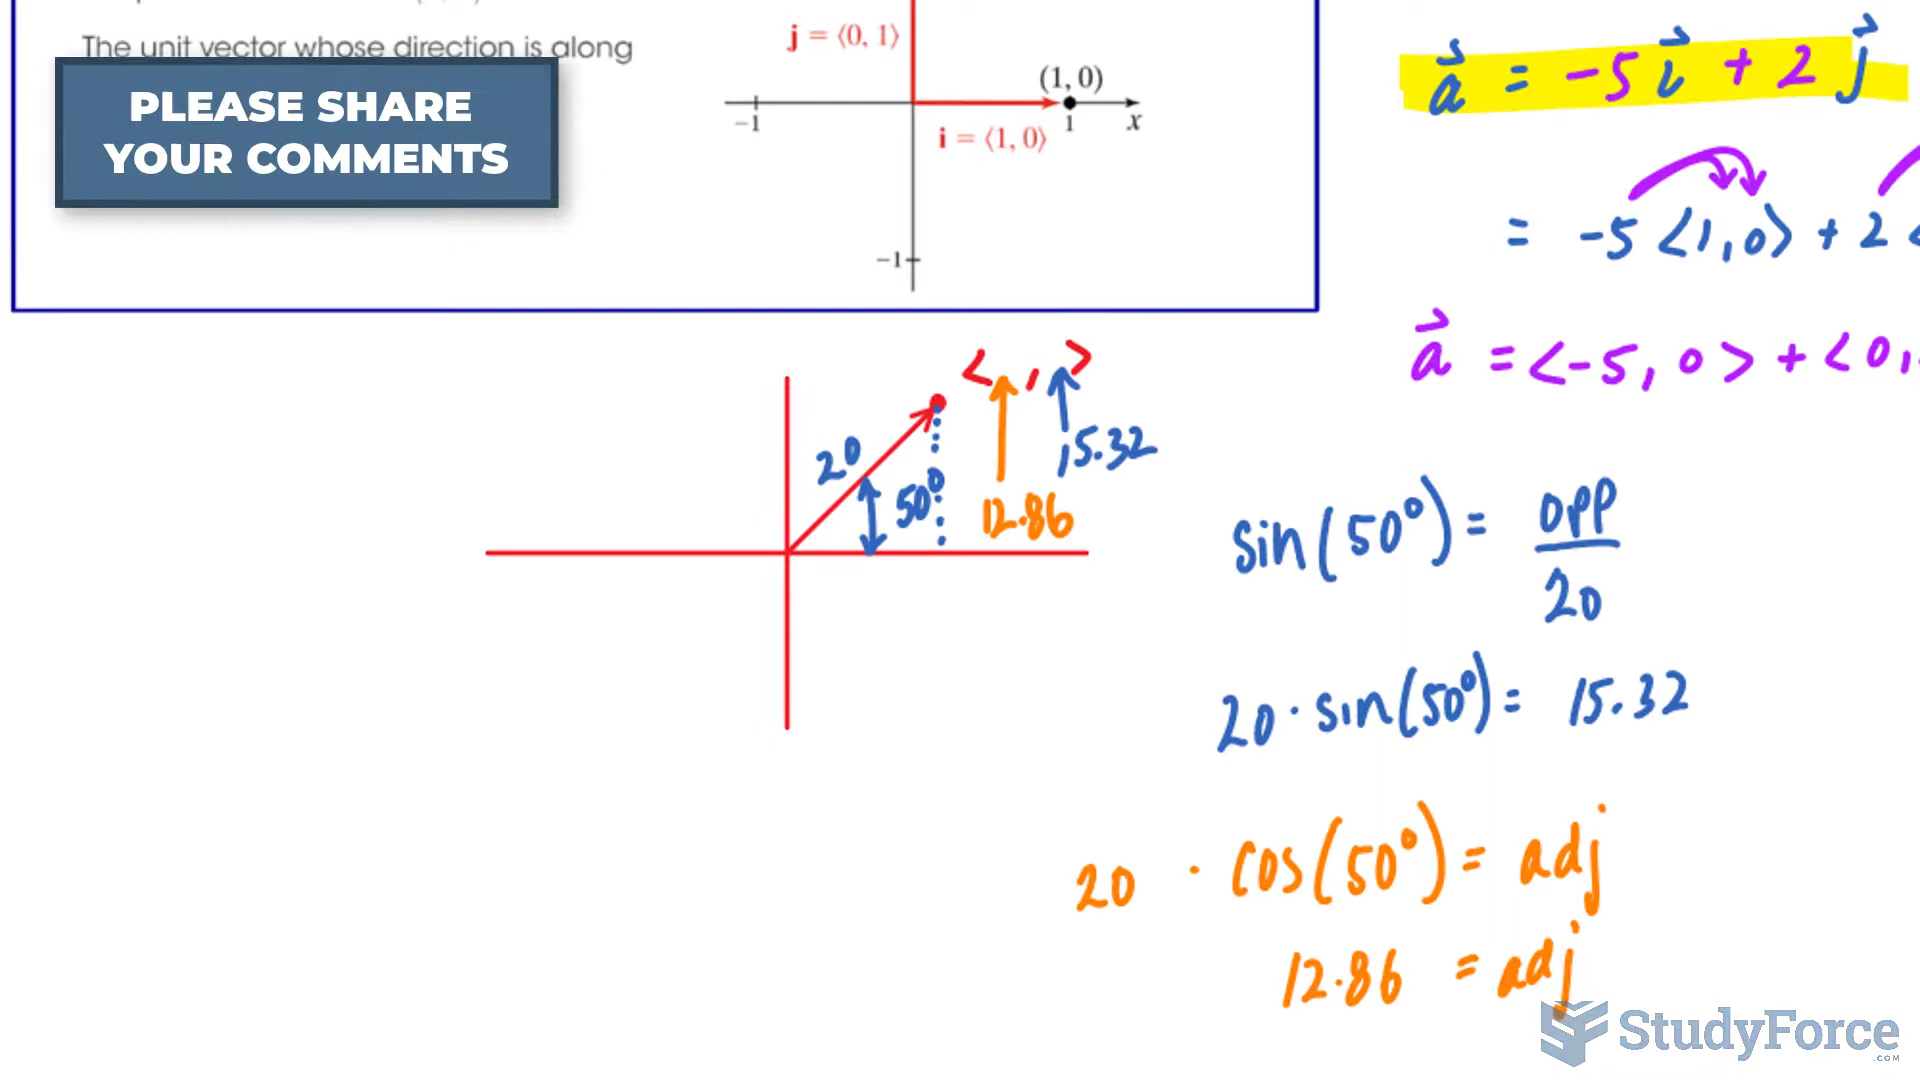 The unit vector whose direction is along
PLEASE SHARE
YOUR COMMENTS
j = ⟨0, 1⟩
(1, 0)
−1
1
x
i = ⟨1, 0⟩
−1
a⃗ = -5 i⃗ + 2 j⃗
= -5 <1, 0> + 2 <
a⃗ = <-5, 0> + <0,
< , >
20
50°
15.32
12.86
sin(50°) = opp
20
20 · sin(50°) = 15.32
20 · cos(50°) = adj
12.86 = adj
StudyForce
.COM